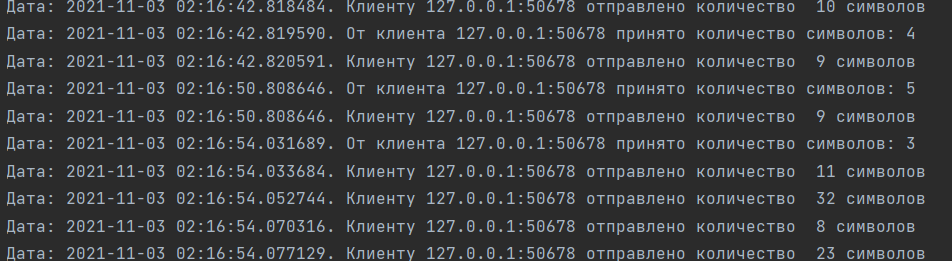 Дата: 2021-11-03 02:16:42.818484. Клиенту 127.0.0.1:50678 отправлено количество  10 символов
Дата: 2021-11-03 02:16:42.819590. От клиента 127.0.0.1:50678 принято количество символов: 4
Дата: 2021-11-03 02:16:42.820591. Клиенту 127.0.0.1:50678 отправлено количество  9 символов
Дата: 2021-11-03 02:16:50.808646. От клиента 127.0.0.1:50678 принято количество символов: 5
Дата: 2021-11-03 02:16:50.808646. Клиенту 127.0.0.1:50678 отправлено количество  9 символов
Дата: 2021-11-03 02:16:54.031689. От клиента 127.0.0.1:50678 принято количество символов: 3
Дата: 2021-11-03 02:16:54.033684. Клиенту 127.0.0.1:50678 отправлено количество  11 символов
Дата: 2021-11-03 02:16:54.052744. Клиенту 127.0.0.1:50678 отправлено количество  32 символов
Дата: 2021-11-03 02:16:54.070316. Клиенту 127.0.0.1:50678 отправлено количество  8 символов
Дата: 2021-11-03 02:16:54.077129. Клиенту 127.0.0.1:50678 отправлено количество  23 символов